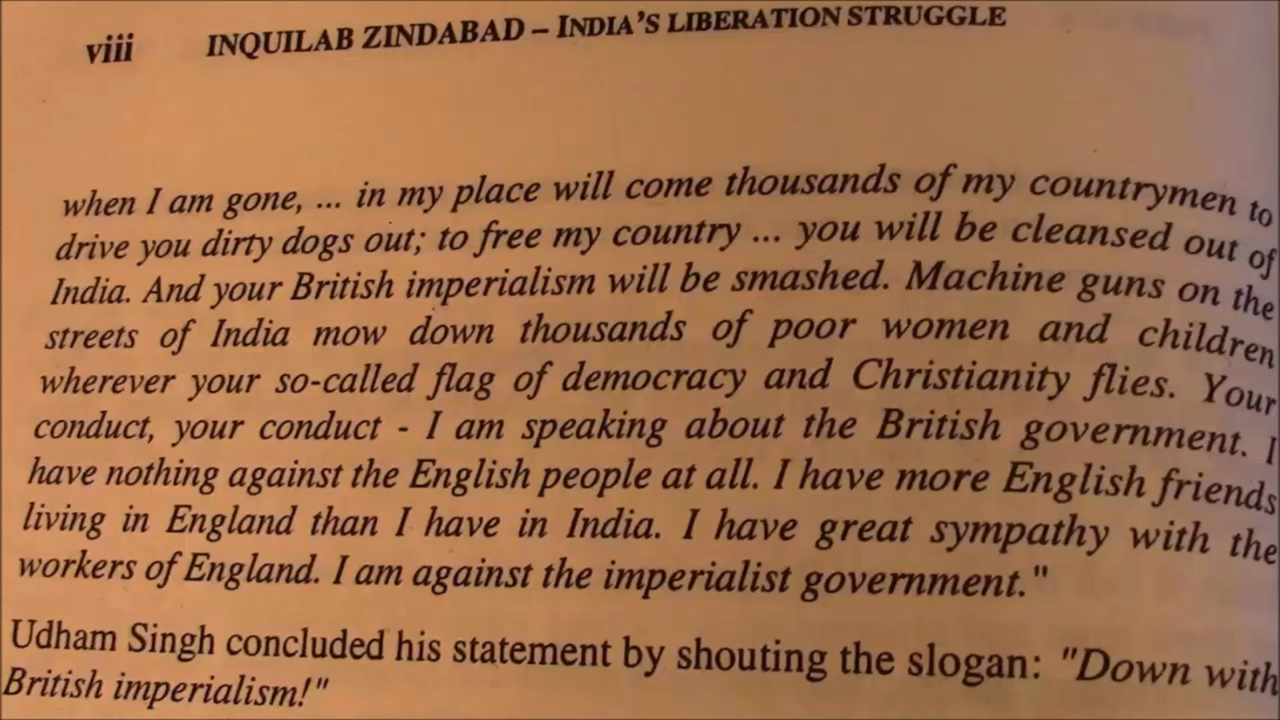 viii INQUILAB ZINDABAD – INDIA'S LIBERATION STRUGGLE
when I am gone, ... in my place will come thousands of my countrymen to
drive you dirty dogs out; to free my country ... you will be cleansed out of
India. And your British imperialism will be smashed. Machine guns on the
streets of India mow down thousands of poor women and children
wherever your so-called flag of democracy and Christianity flies. Your
conduct, your conduct - I am speaking about the British government. I
have nothing against the English people at all. I have more English friends
living in England than I have in India. I have great sympathy with the
workers of England. I am against the imperialist government."
Udham Singh concluded his statement by shouting the slogan: "Down with
British imperialism!"